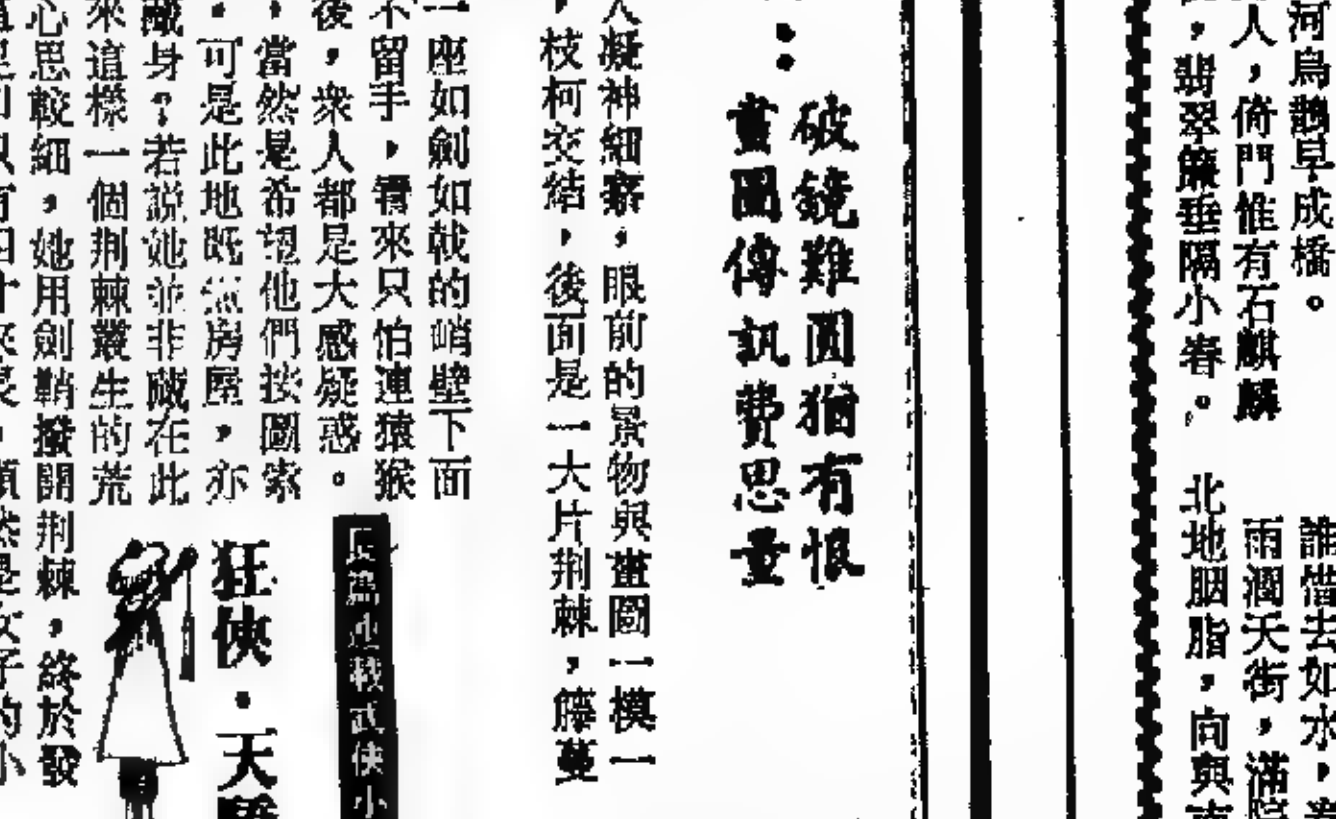 河烏鵲早成橋。
人，倚門惟有石麒麟
，翡翠簾垂隔小春。
誰惜去如水，
雨濶天街，滿院
北地胭脂，向與
破鏡難圓猶有恨
畫圖傳訊費思量
人凝神細察，眼前的景物與畫圖一模一
，枝柯交結，後面是一大片荆棘，籐蔓
一座如劍如戟的峭壁下面
不留手，看來只怕連猿猴
後，衆人都是大感疑惑。
，當然是希望他們按圖索
。可是此地既無房屋，亦
藏身？若説她並非藏在此
來這樣一個荆棘叢生的荒
心思較細，她用劍鞘撥開荆棘，終於發
長篇連載武俠小
狂俠·天驕